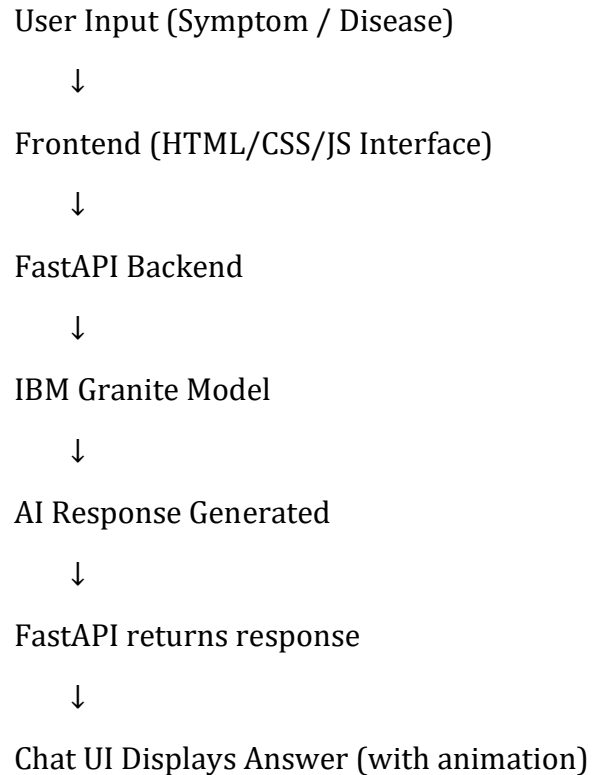 User Input (Symptom / Disease)
↓
Frontend (HTML/CSS/JS Interface)
↓
FastAPI Backend
↓
IBM Granite Model
↓
AI Response Generated
↓
FastAPI returns response
↓
Chat UI Displays Answer (with animation)